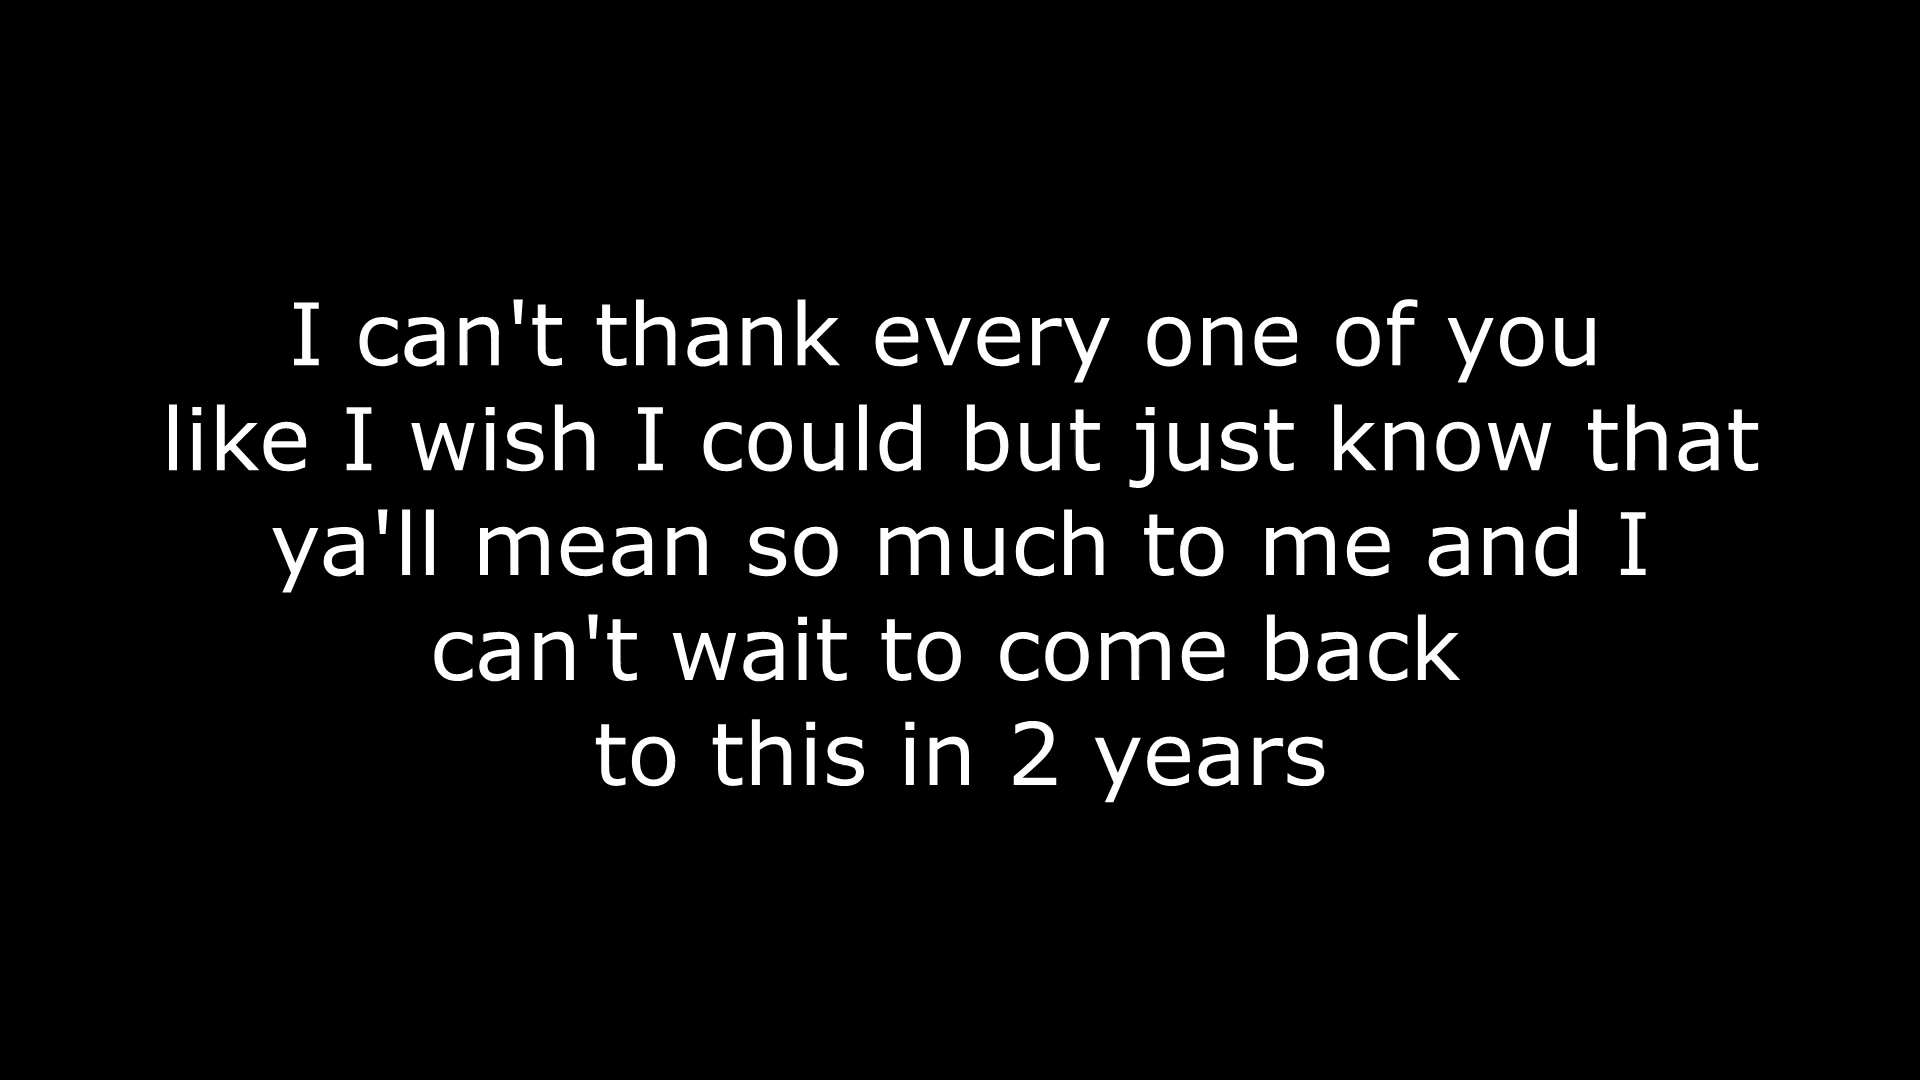 I can't thank every one of you
like I wish I could but just know that
ya'll mean so much to me and I
can't wait to come back
to this in 2 years